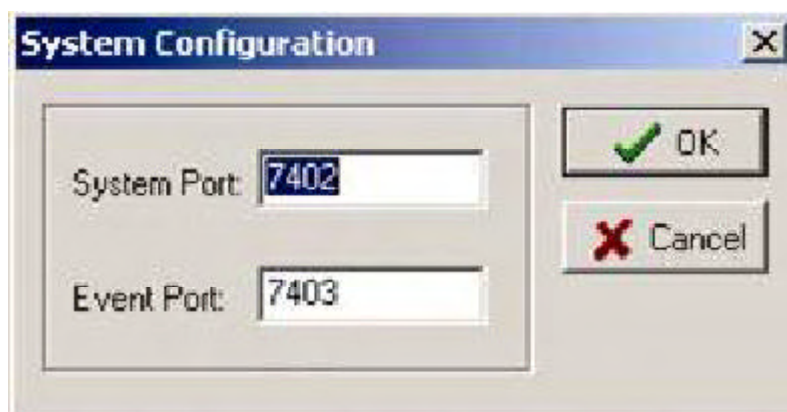 System Configuration
System Port: 7402
OK
Cancel
Event Port: 7403